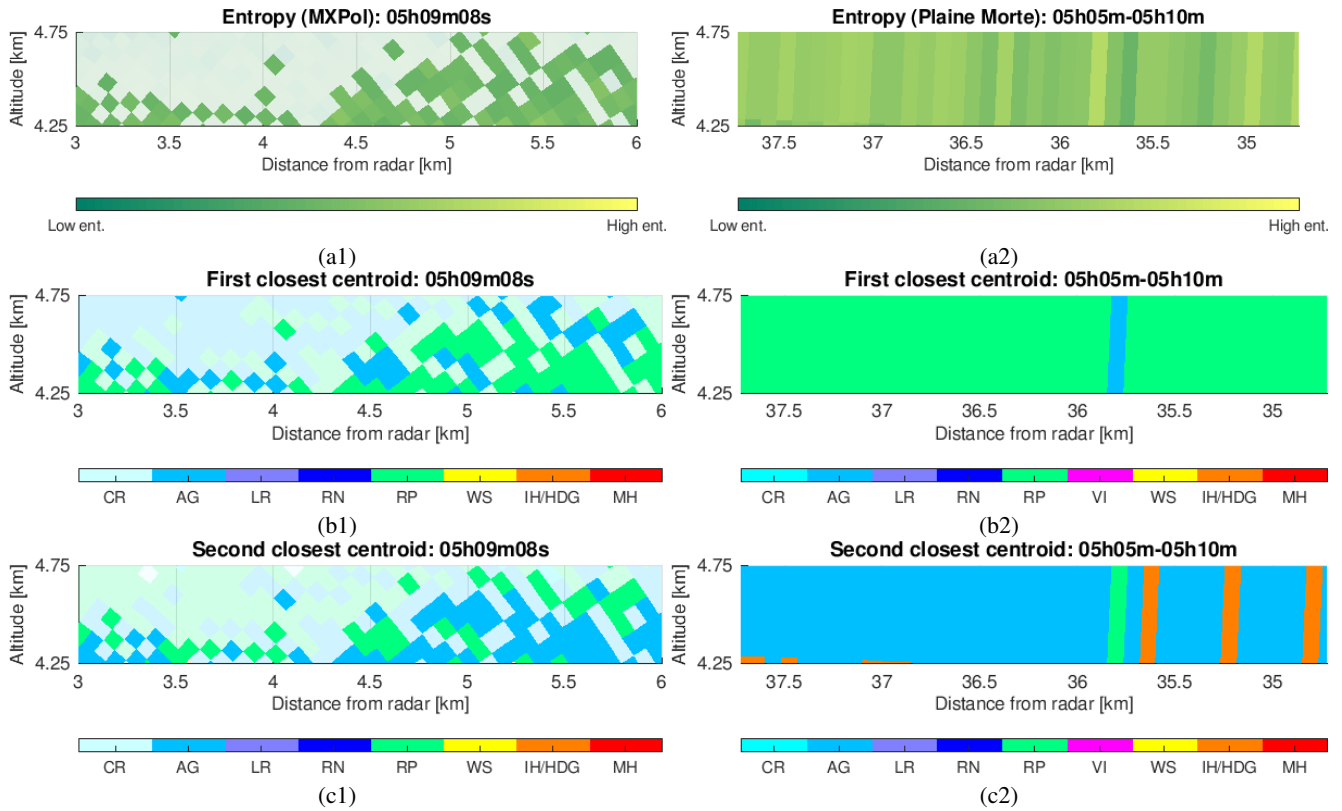 Entropy (MXPol): 05h09m08s
4.75
4.25
Altitude [km]
3 3.5 4 4.5 5 5.5 6
Distance from radar [km]
Low ent. High ent.
(a1)
Entropy (Plaine Morte): 05h05m-05h10m
4.75
4.25
Altitude [km]
37.5 37 36.5 36 35.5 35
Distance from radar [km]
Low ent. High ent.
(a2)
First closest centroid: 05h09m08s
4.75
4.25
Altitude [km]
3 3.5 4 4.5 5 5.5 6
Distance from radar [km]
CR AG LR RN RP WS IH/HDG MH
(b1)
First closest centroid: 05h05m-05h10m
4.75
4.25
Altitude [km]
37.5 37 36.5 36 35.5 35
Distance from radar [km]
CR AG LR RN RP VI WS IH/HDG MH
(b2)
Second closest centroid: 05h09m08s
4.75
4.25
Altitude [km]
3 3.5 4 4.5 5 5.5 6
Distance from radar [km]
CR AG LR RN RP WS IH/HDG MH
(c1)
Second closest centroid: 05h05m-05h10m
4.75
4.25
Altitude [km]
37.5 37 36.5 36 35.5 35
Distance from radar [km]
CR AG LR RN RP VI WS IH/HDG MH
(c2)